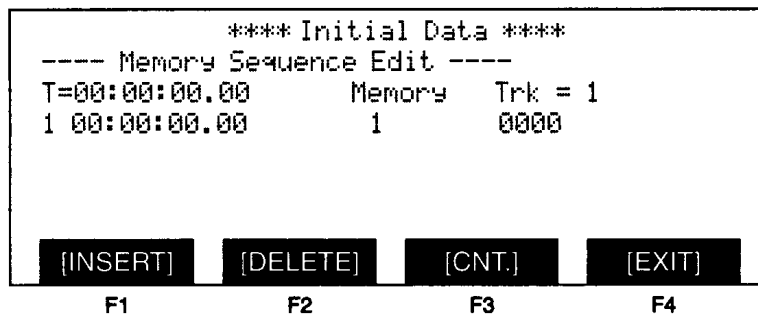 **** Initial Data ****
---- Memory Sequence Edit ----
T=00:00:00.00 Memory Trk = 1
1 00:00:00.00 1 0000
[INSERT] [DELETE] [CNT.] [EXIT]
F1 F2 F3 F4